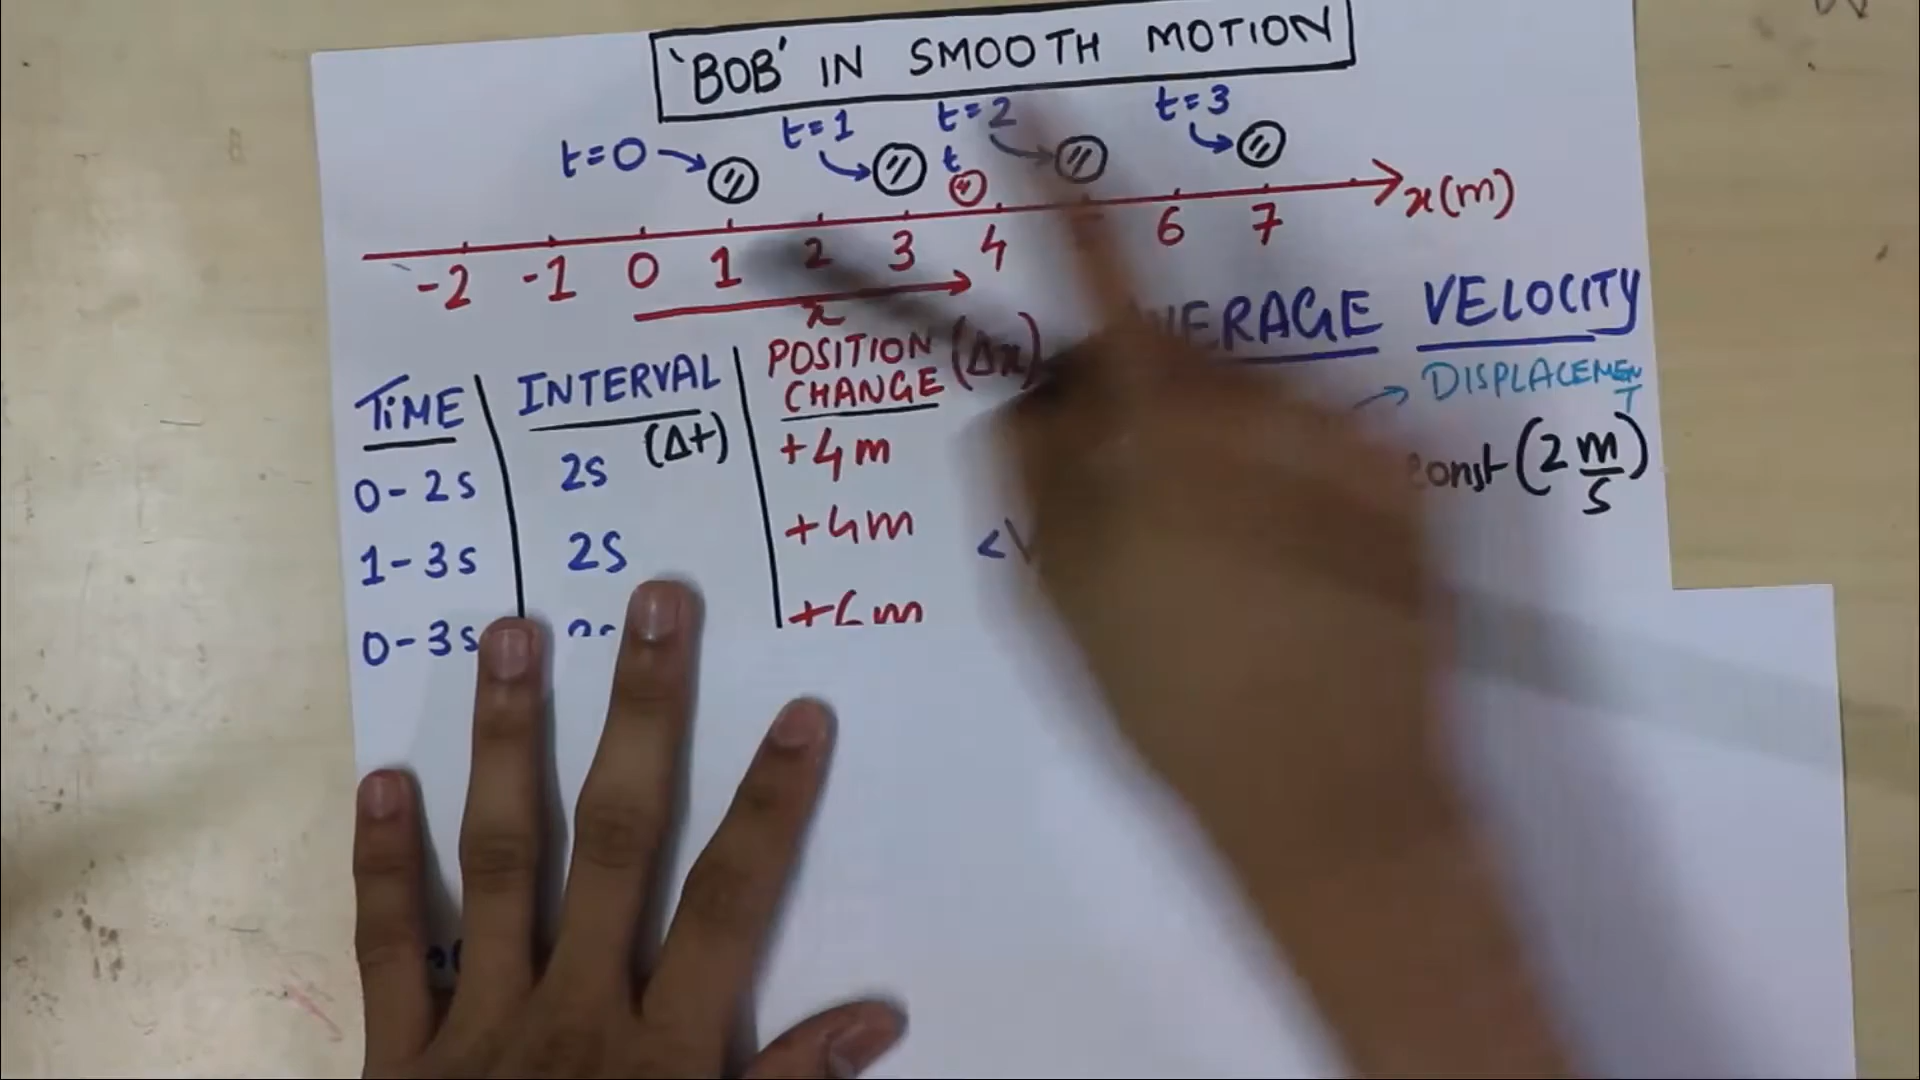 'BOB' IN SMOOTH MOTION
t=0
t=1
t=2
t=3
t
-2 -1 0 1 2 3 4 6 7
x(m)
x
AVERAGE VELOCITY
DISPLACEMENT
const (2 m/s)
TIME INTERVAL (Δt) POSITION CHANGE (Δx)
0-2s 2s +4m
1-3s 2s +4m
0-3s